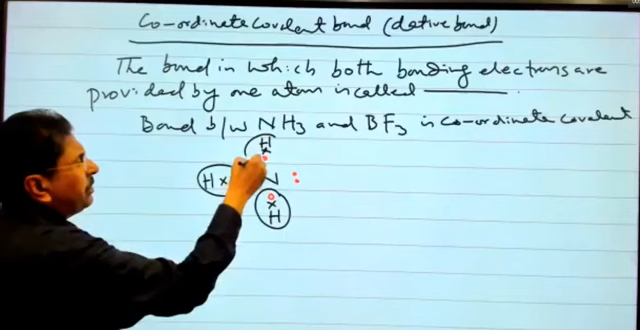 Co-ordinate covalent bond (dative bond)
The bond in which both bonding electrons are
provided by one atom is called ———.
Bond b/w NH3 and BF3 is co-ordinate covalent
H
x
H x
x
H